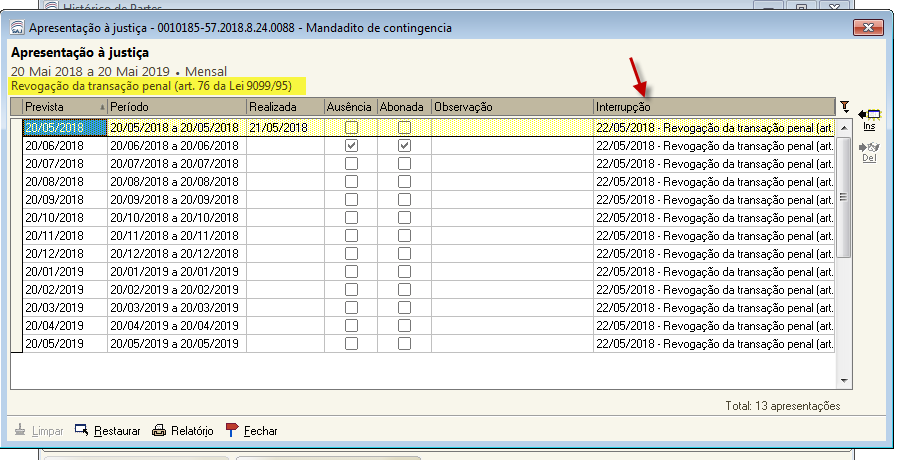 Histórico de Partes
Apresentação à justiça - 0010185-57.2018.8.24.0088 - Mandadito de contingencia
Apresentação à justiça
20 Mai 2018 a 20 Mai 2019 • Mensal
Revogação da transação penal (art. 76 da Lei 9099/95)
Prevista Período Realizada Ausência Abonada Observação Interrupção
20/05/2018 20/05/2018 a 20/05/2018 21/05/2018 22/05/2018 - Revogação da transação penal (art.
20/06/2018 20/06/2018 a 20/06/2018 22/05/2018 - Revogação da transação penal (art.
20/07/2018 20/07/2018 a 20/07/2018 22/05/2018 - Revogação da transação penal (art.
20/08/2018 20/08/2018 a 20/08/2018 22/05/2018 - Revogação da transação penal (art.
20/09/2018 20/09/2018 a 20/09/2018 22/05/2018 - Revogação da transação penal (art.
20/10/2018 20/10/2018 a 20/10/2018 22/05/2018 - Revogação da transação penal (art.
20/11/2018 20/11/2018 a 20/11/2018 22/05/2018 - Revogação da transação penal (art.
20/12/2018 20/12/2018 a 20/12/2018 22/05/2018 - Revogação da transação penal (art.
20/01/2019 20/01/2019 a 20/01/2019 22/05/2018 - Revogação da transação penal (art.
20/02/2019 20/02/2019 a 20/02/2019 22/05/2018 - Revogação da transação penal (art.
20/03/2019 20/03/2019 a 20/03/2019 22/05/2018 - Revogação da transação penal (art.
20/04/2019 20/04/2019 a 20/04/2019 22/05/2018 - Revogação da transação penal (art.
20/05/2019 20/05/2019 a 20/05/2019 22/05/2018 - Revogação da transação penal (art.
Ins
Del
Total: 13 apresentações
Limpar Restaurar Relatório Fechar